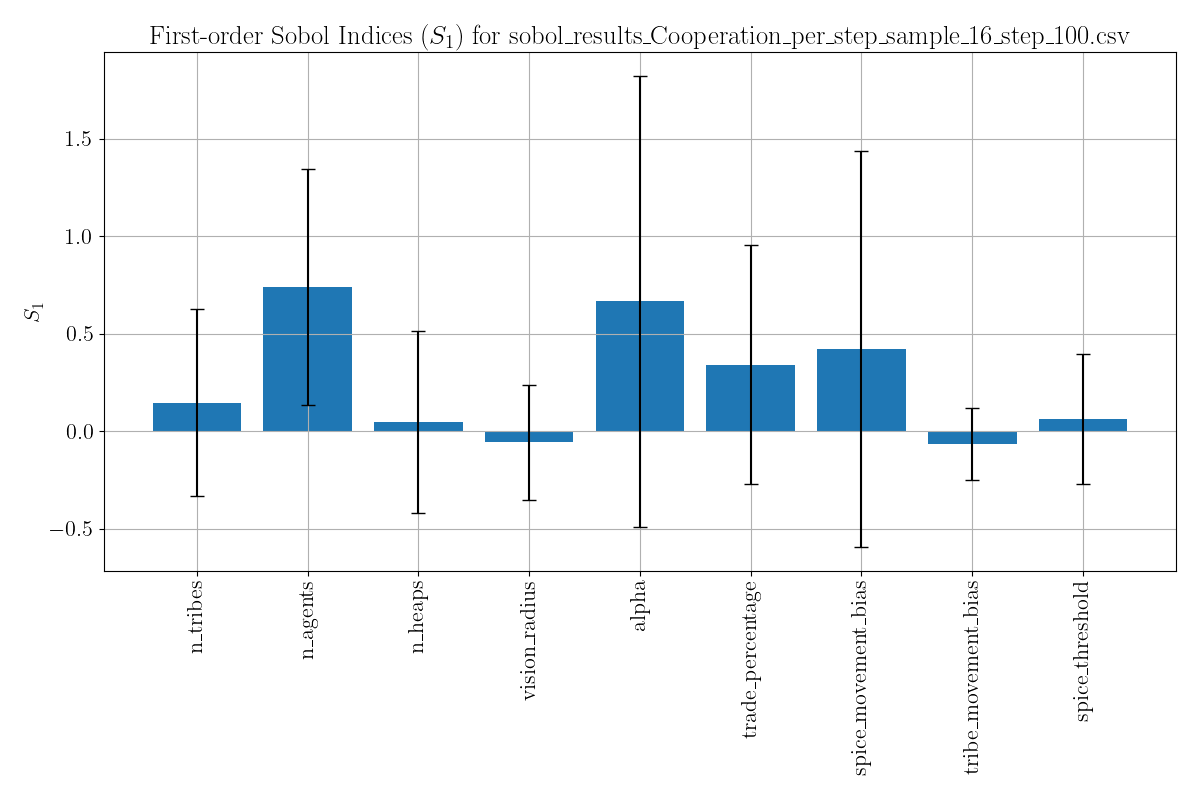 First-order Sobol Indices (S₁) for sobol_results_Cooperation_per_step_sample_16_step_100.csv
S₁
1.5
1.0
0.5
0.0
−0.5
n_tribes
n_agents
n_heaps
vision_radius
alpha
trade_percentage
spice_movement_bias
tribe_movement_bias
spice_threshold